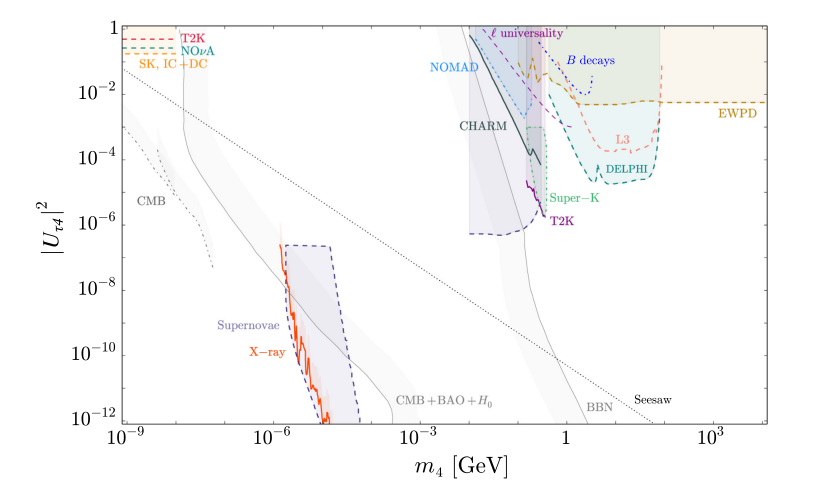 1
10⁻²
10⁻⁴
10⁻⁶
10⁻⁸
10⁻¹⁰
10⁻¹²
|U_τ4|²
T2K
NOνA
SK, IC+DC
CMB
NOMAD
ℓ universality
B decays
CHARM
L3
EWPD
DELPHI
Super−K
T2K
Supernovae
X−ray
CMB+BAO+H₀
BBN
Seesaw
10⁻⁹
10⁻⁶
10⁻³
1
10³
m₄ [GeV]